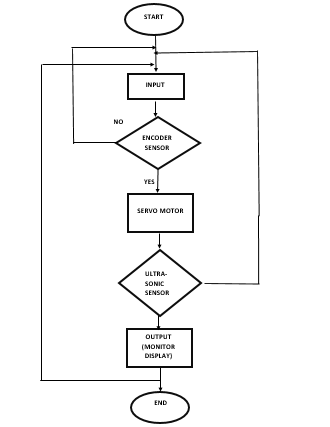 START
INPUT
NO
ENCODER
SENSOR
YES
SERVO MOTOR
ULTRA-
SONIC
SENSOR
OUTPUT
(MONITOR
DISPLAY)
END